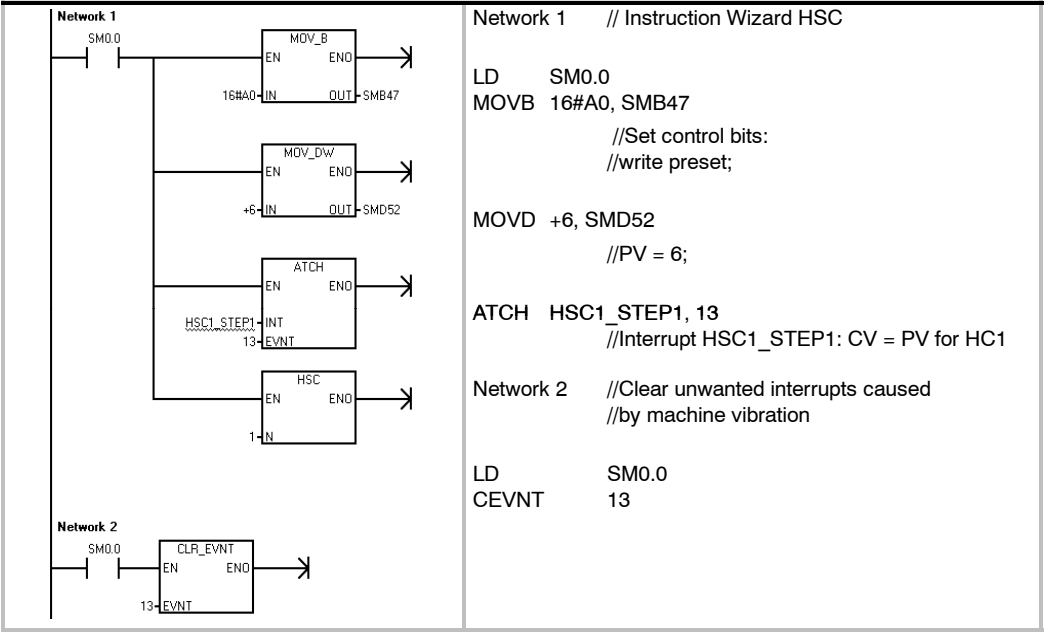 Network 1
SM0.0
MOV_B
EN ENO
16#A0 IN OUT SMB47
MOV_DW
EN ENO
+6 IN OUT SMD52
ATCH
EN ENO
HSC1_STEP1 INT
13 EVNT
HSC
EN ENO
1 N
Network 2
SM0.0
CLR_EVNT
EN ENO
13 EVNT
Network 1 // Instruction Wizard HSC
LD SM0.0
MOVB 16#A0, SMB47
//Set control bits:
//write preset;
MOVD +6, SMD52
//PV = 6;
ATCH HSC1_STEP1, 13
//Interrupt HSC1_STEP1: CV = PV for HC1
Network 2 //Clear unwanted interrupts caused
//by machine vibration
LD SM0.0
CEVNT 13